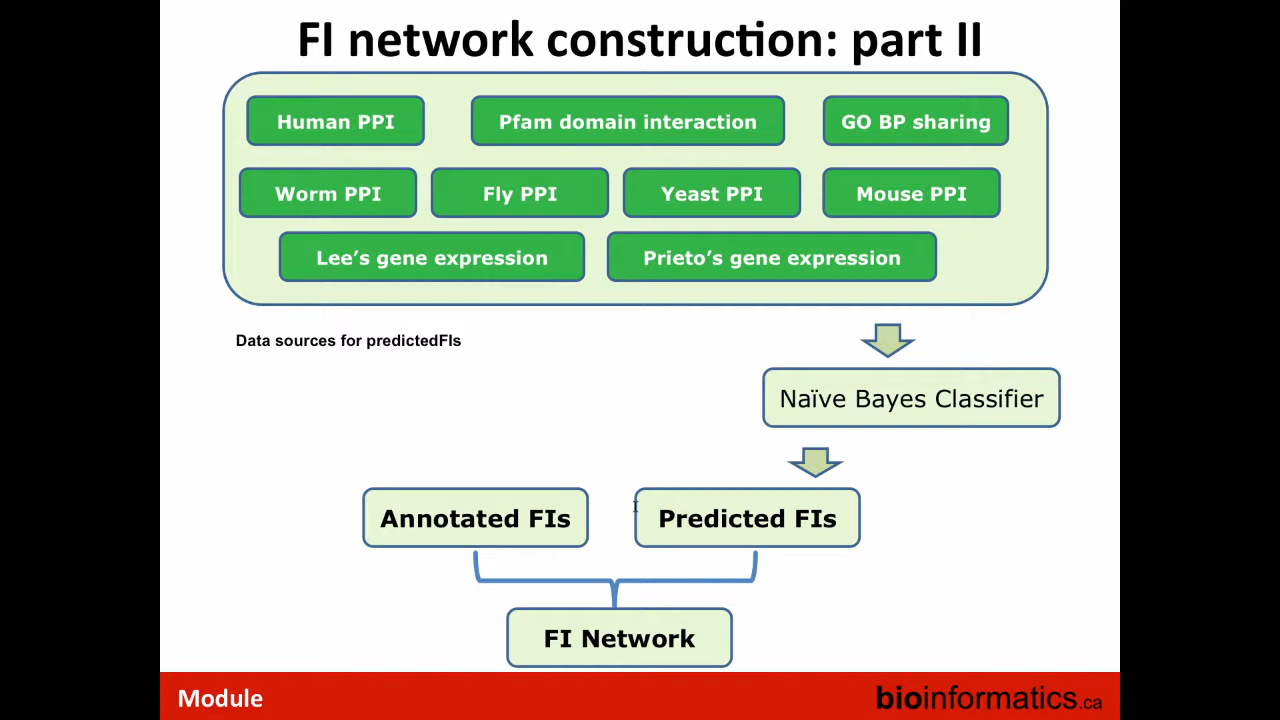 FI network construction: part II
Human PPI
Pfam domain interaction
GO BP sharing
Worm PPI
Fly PPI
Yeast PPI
Mouse PPI
Lee’s gene expression
Prieto’s gene expression
Data sources for predictedFIs
Naïve Bayes Classifier
Annotated FIs
Predicted FIs
FI Network
Module
bioinformatics.ca